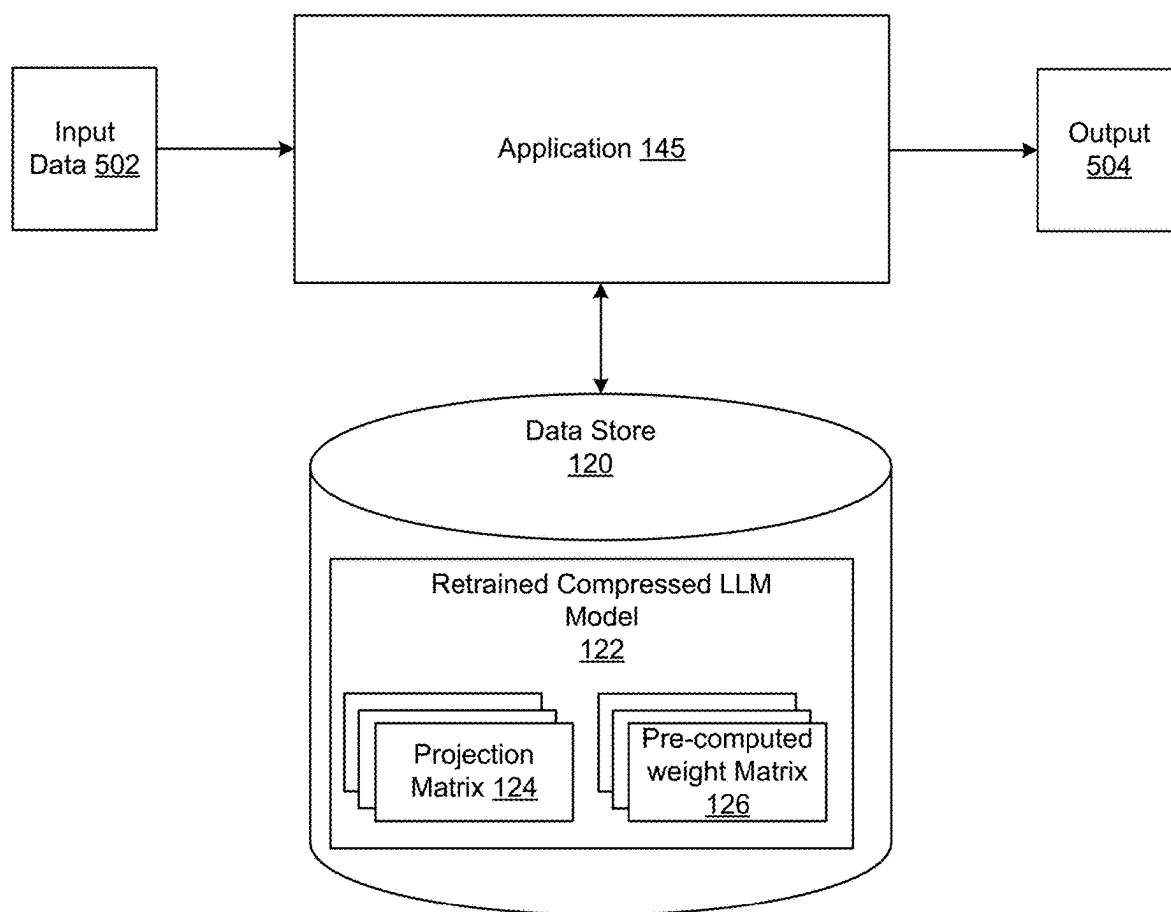 Input
Data 502
Application 145
Output
504
Data Store
120
Retrained Compressed LLM
Model
122
Projection
Matrix 124
Pre-computed
weight Matrix
126